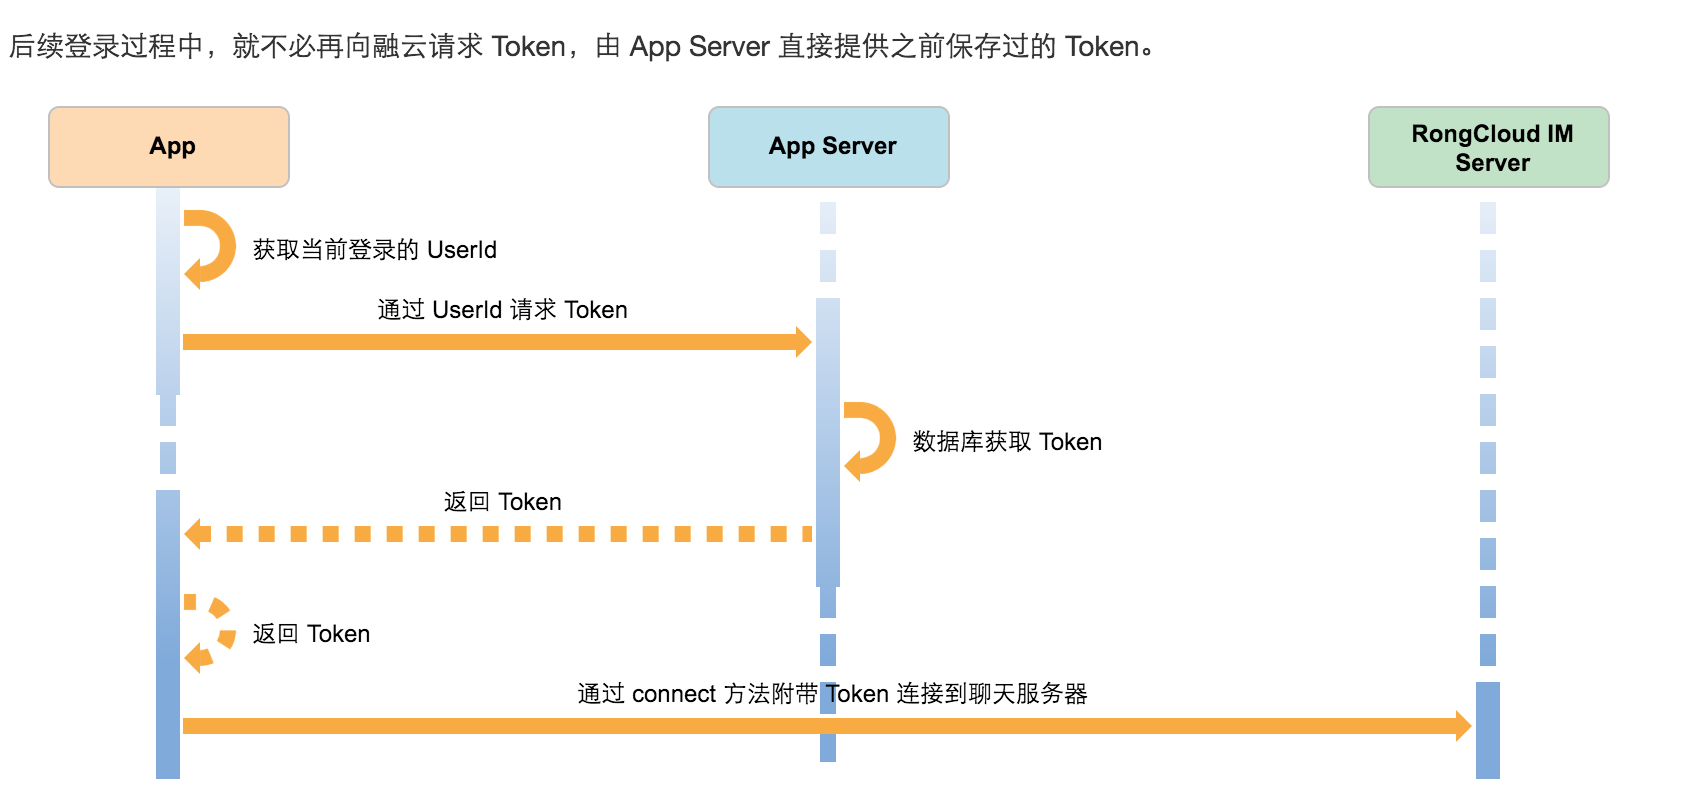 后续登录过程中，就不必再向融云请求 Token，由 App Server 直接提供之前保存过的 Token。
App
App Server
RongCloud IM
Server
获取当前登录的 UserId
通过 UserId 请求 Token
数据库获取 Token
返回 Token
返回 Token
通过 connect 方法附带 Token 连接到聊天服务器